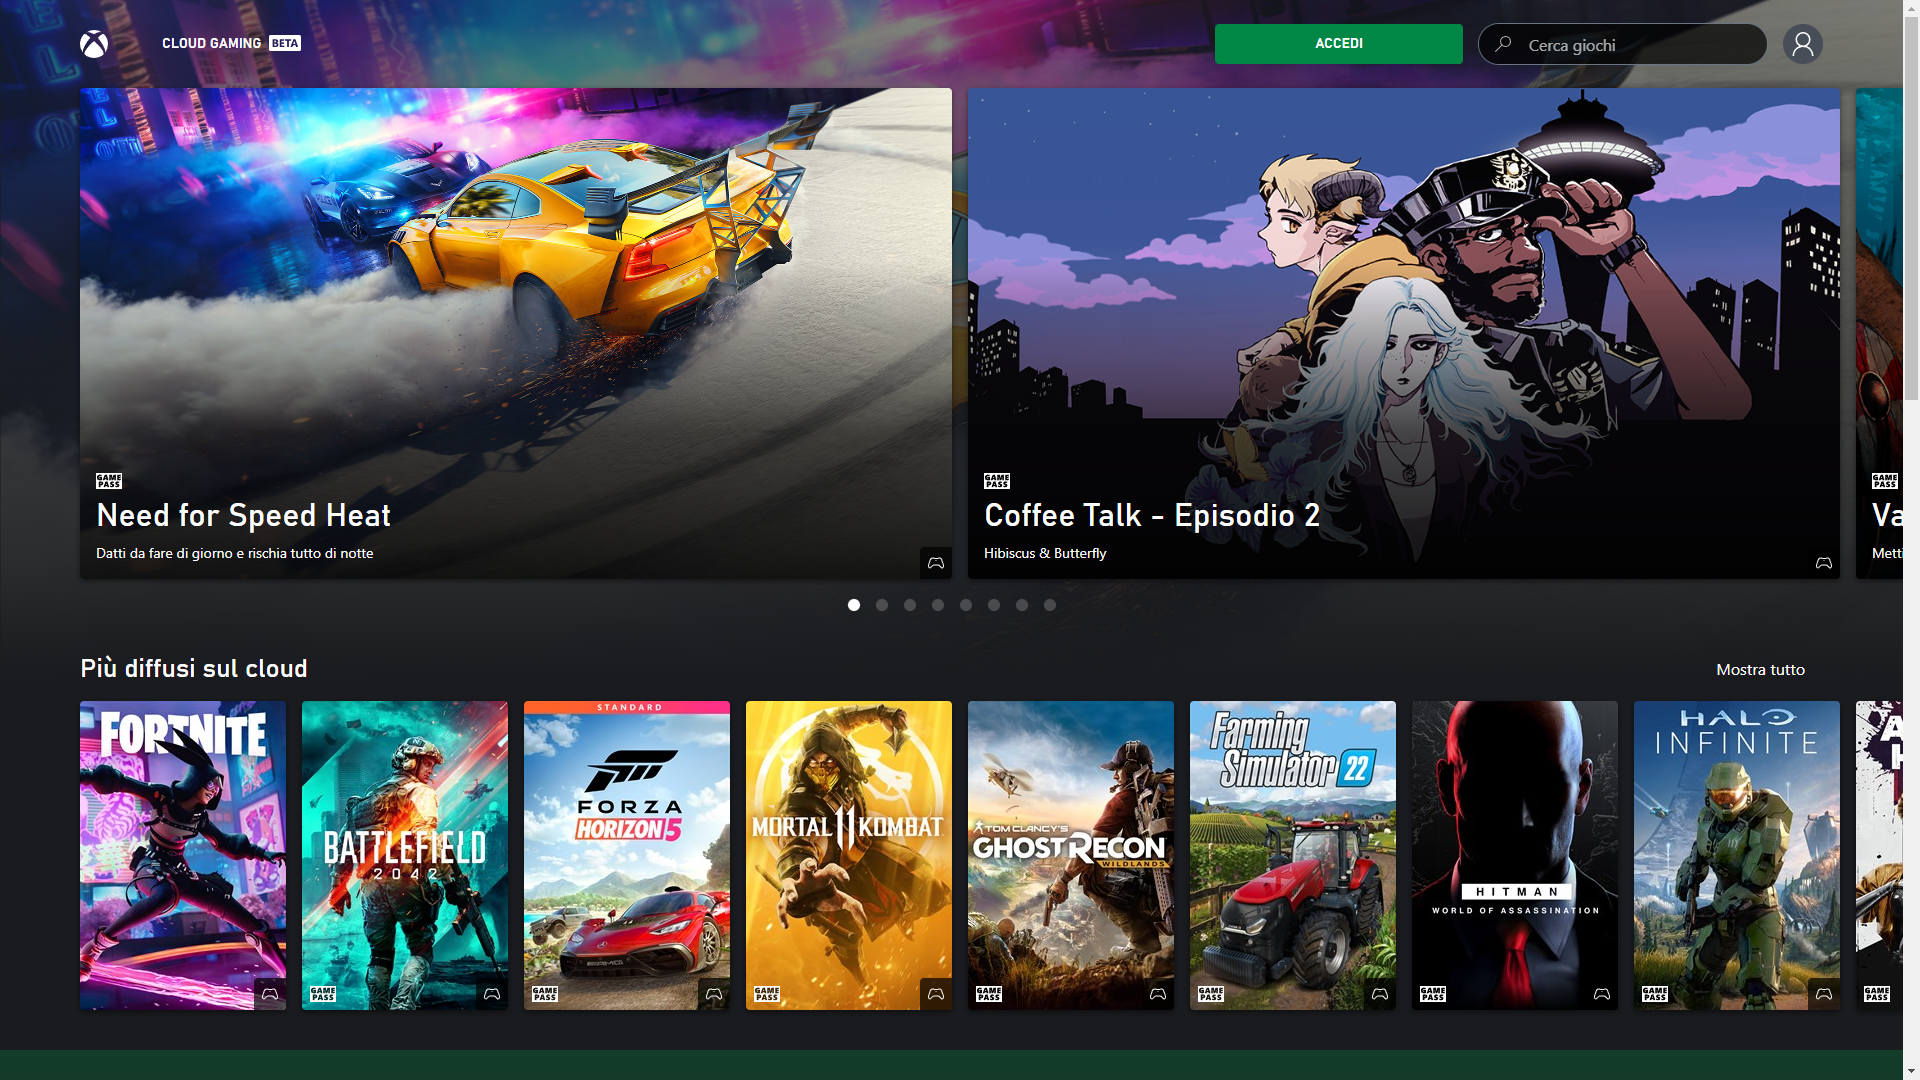 CLOUD GAMING BETA
ACCEDI
Cerca giochi
GAME PASS
Need for Speed Heat
Datti da fare di giorno e rischia tutto di notte
GAME PASS
Coffee Talk - Episodio 2
Hibiscus & Butterfly
GAME PASS
Va
Metti
Più diffusi sul cloud
Mostra tutto
FORTNITE
BATTLEFIELD
2042
GAME PASS
STANDARD
FORZA
HORIZON 5
GAME PASS
MORTAL KOMBAT 11
GAME PASS
TOM CLANCY'S
GHOST RECON
WILDLANDS
GAME PASS
Farming
Simulator 22
GAME PASS
HITMAN
WORLD OF ASSASSINATION
GAME PASS
HALO
INFINITE
GAME PASS
GAME PASS